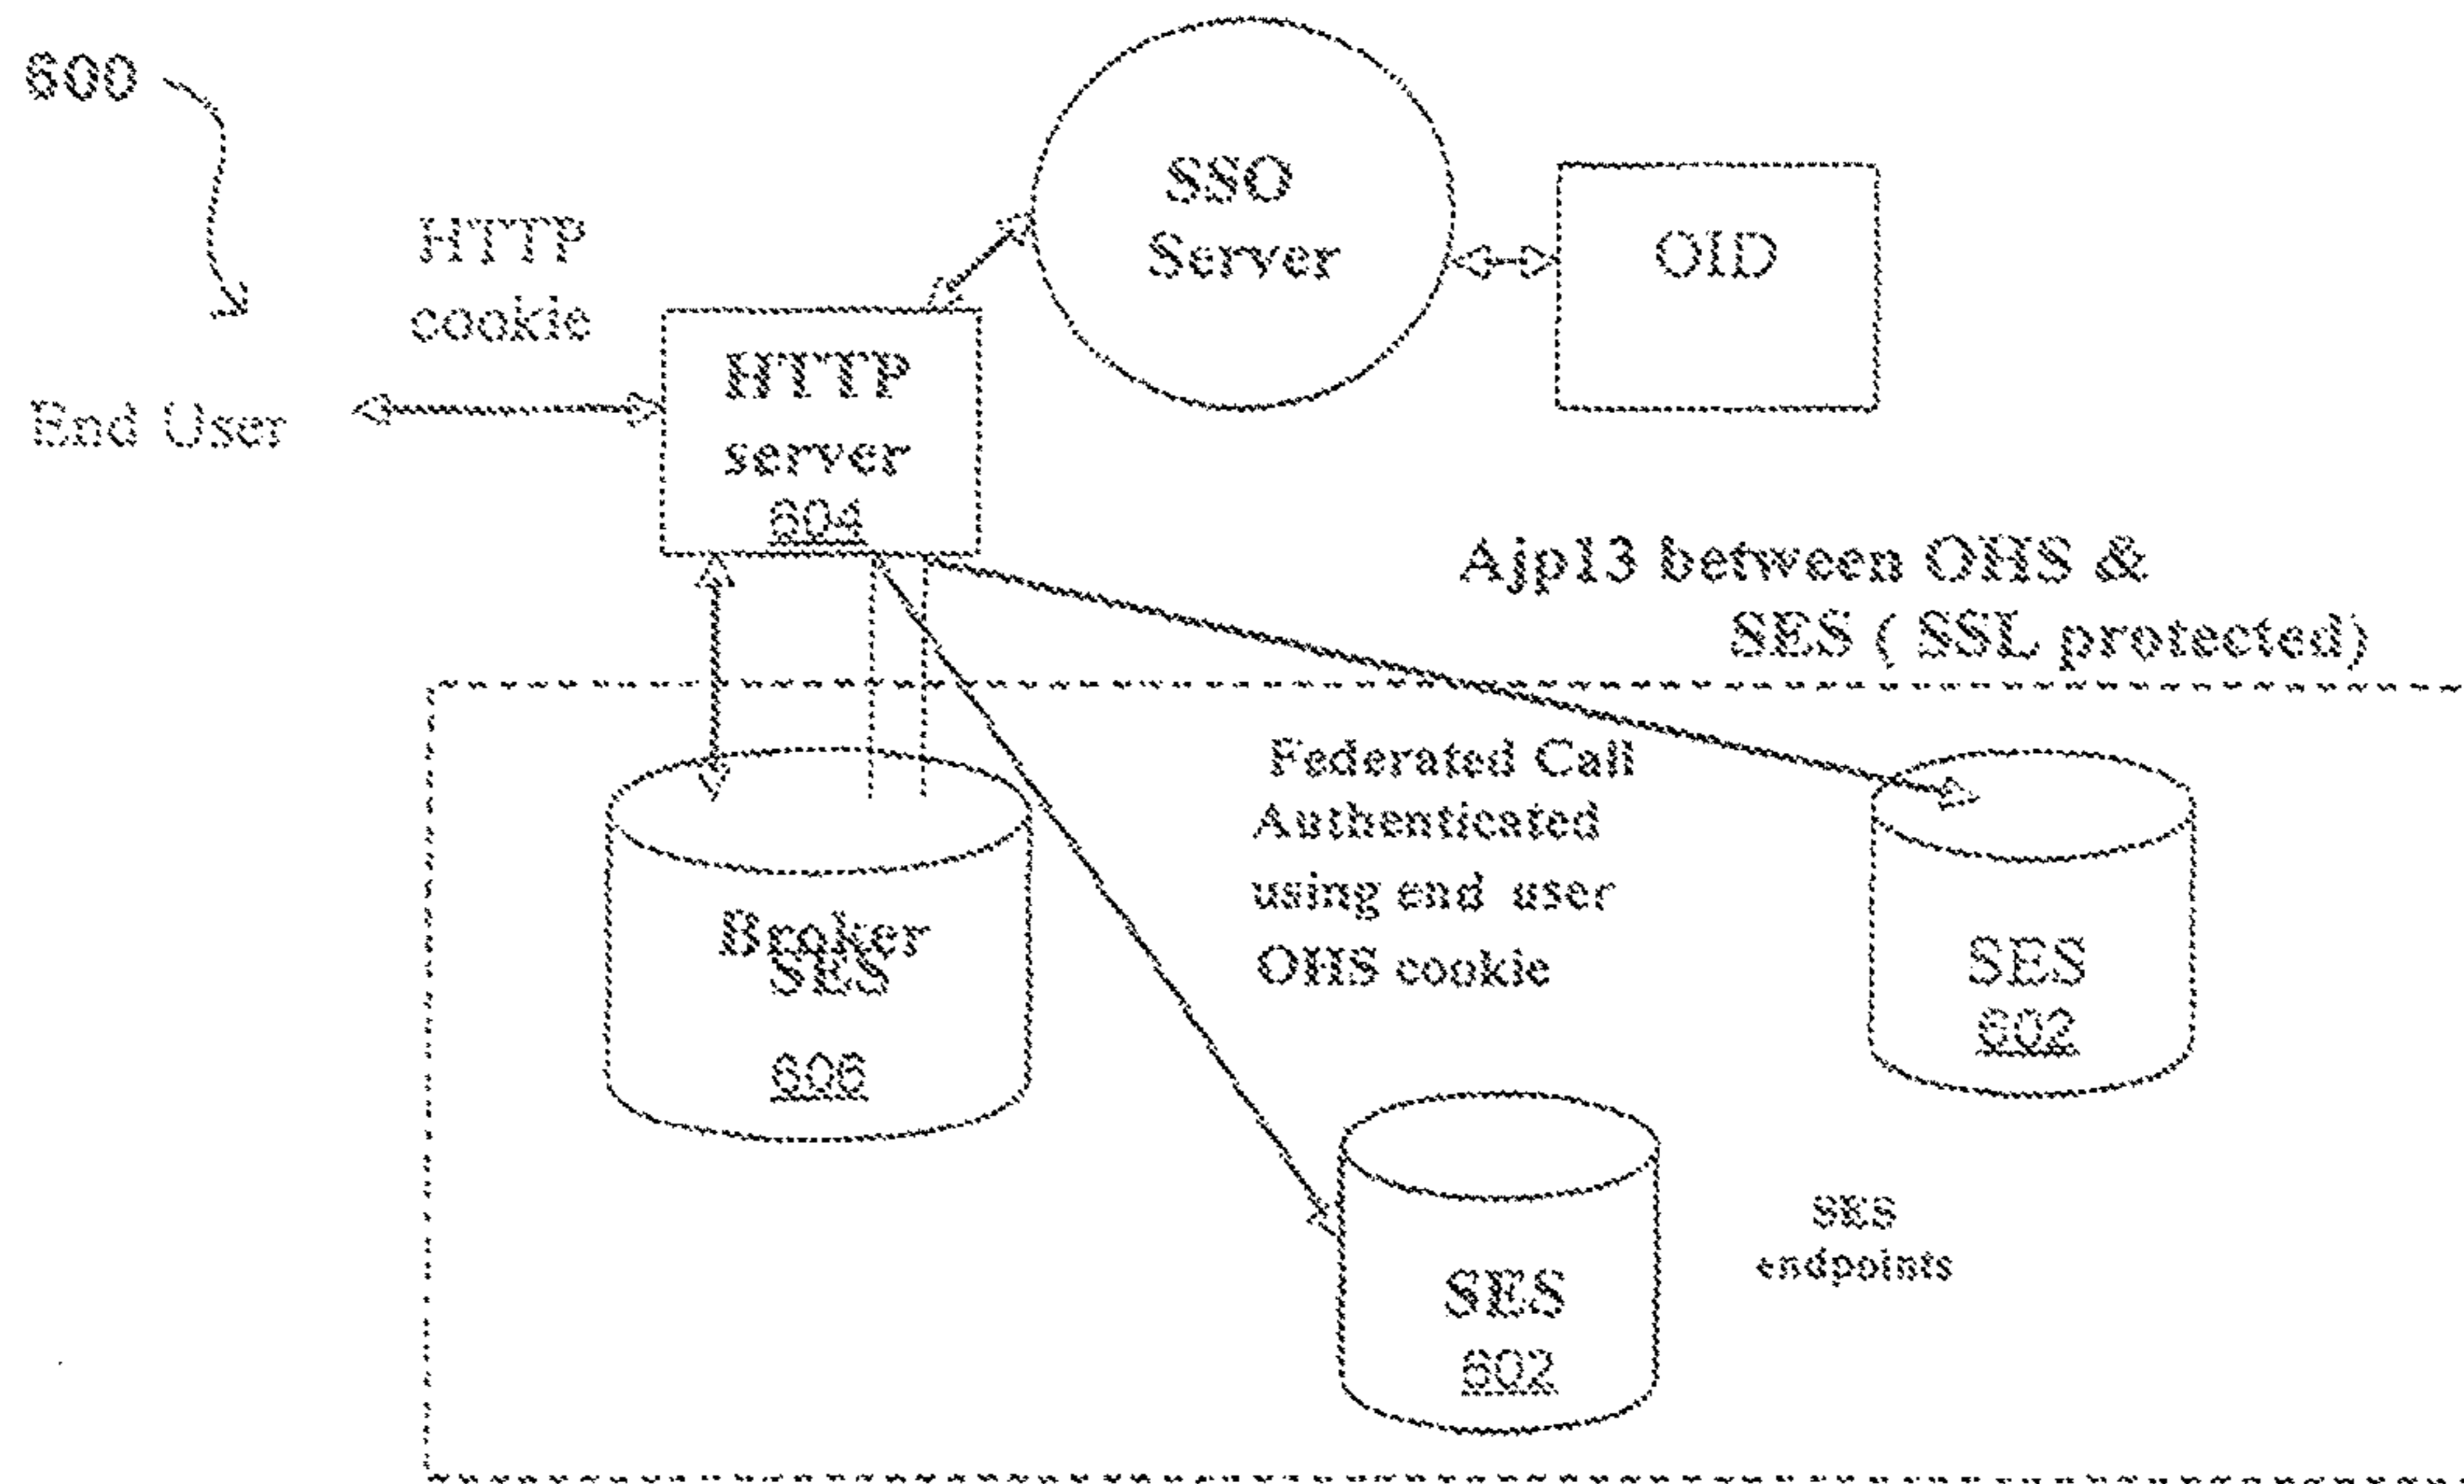 600
HTTP
cookie
End User
HTTP
server
604
SSO
Server
OID
Ajp13 between OHS &
SES ( SSL protected)
Federated Call
Authenticated
using end user
OHS cookie
Broker
SES
606
SES
602
SES
602
SES
endpoints